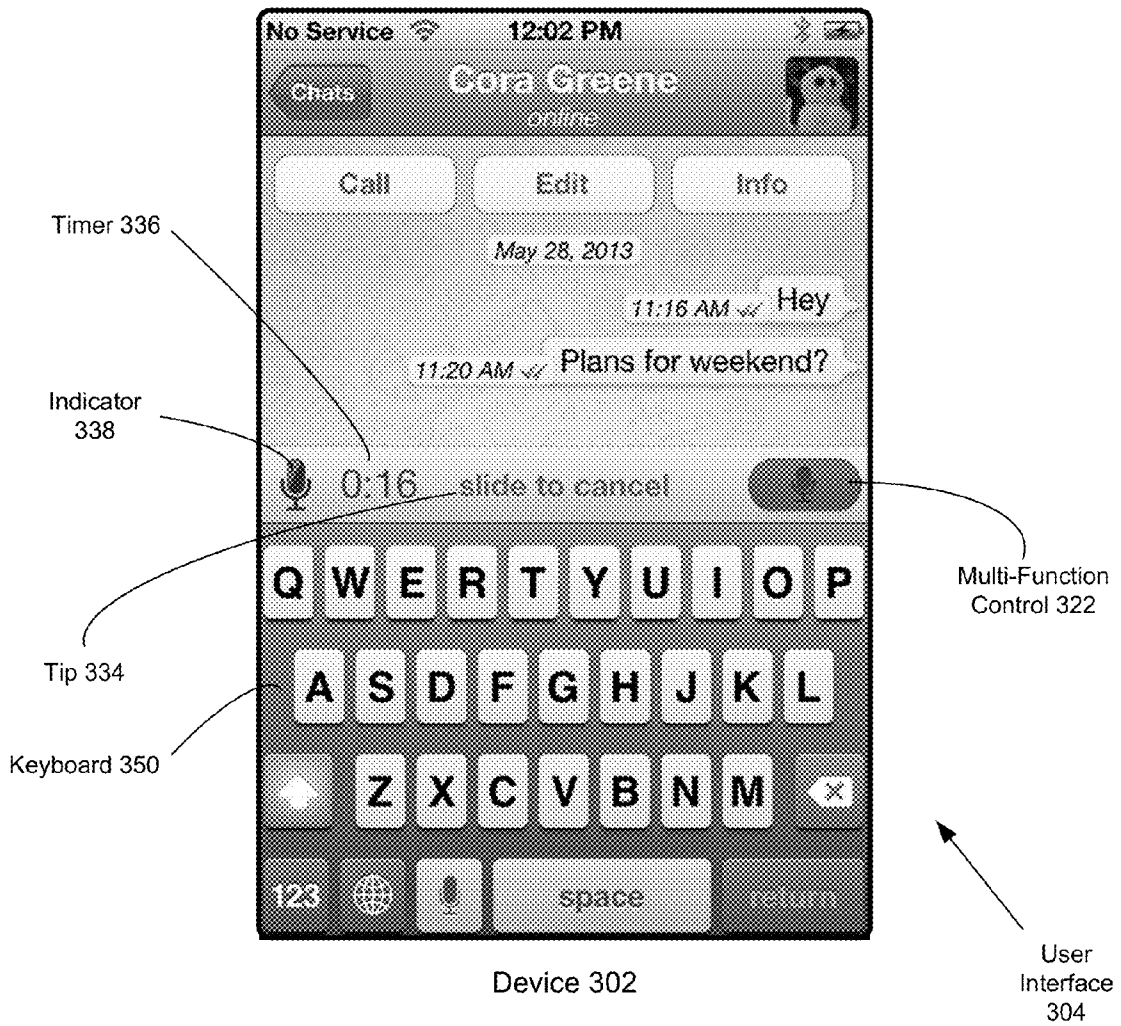 No Service 12:02 PM
Chats Cora Greene
online
Call Edit Info
May 28, 2013
11:16 AM Hey
11:20 AM Plans for weekend?
0:16 slide to cancel
Q W E R T Y U I O P
A S D F G H J K L
Z X C V B N M
123 space return
Timer 336
Indicator
338
Tip 334
Keyboard 350
Multi-Function
Control 322
User
Interface
304
Device 302